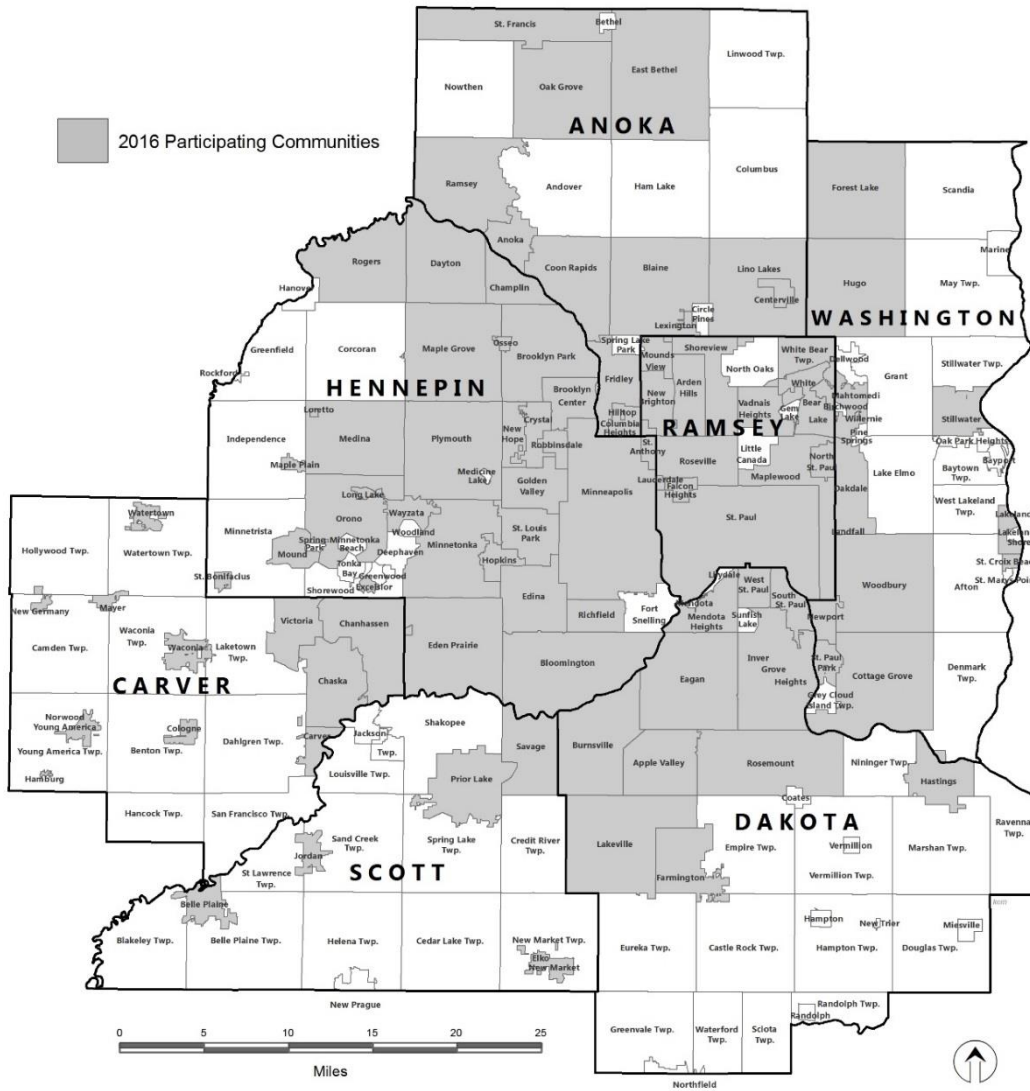 St. Francis
Bethel
Linwood Twp.
East Bethel
Nowthen
Oak Grove
ANOKA
2016 Participating Communities
Columbus
Ramsey
Andover
Ham Lake
Forest Lake
Scandia
Anoka
Rogers
Dayton
Coon Rapids
Blaine
Lino Lakes
Marine
Hanover
Champlin
Centerville
Hugo
May Twp.
Circle
Pines
WASHINGTON
Lexington
Greenfield
Corcoran
Maple Grove
Osseo
Brooklyn Park
Spring Lake
Park
Mounds
View
Shoreview
North Oaks
White Bear
Twp.
Dellwood
Grant
Stillwater Twp.
Rockford
HENNEPIN
Brooklyn
Center
Fridley
New
Brighton
Arden
Hills
Vadnais
Heights
White
Bear
Lake
Gem
Lake
Mahtomedi
Birchwood
Willernie
Pine
Springs
Stillwater
Loretto
Crystal
Hilltop
Columbia
Heights
RAMSEY
Independence
Medina
Plymouth
New
Hope
Robbinsdale
St.
Anthony
Roseville
Little
Canada
North
St. Paul
Maplewood
Oak Park Heights
Bayport
Baytown
Twp.
Maple Plain
Medicine
Lake
Golden
Valley
Minneapolis
Lauderdale
Falcon
Heights
Oakdale
Lake Elmo
Long Lake
Orono
Wayzata
Woodland
St. Louis
Park
St. Paul
Landfall
West Lakeland
Twp.
Lakeland
Lakeland
Shores
Watertown
Hollywood Twp.
Watertown Twp.
Minnetrista
Mound
Spring
Park
Minnetonka
Beach
Deephaven
Minnetonka
Hopkins
St. Croix Beach
St. Mary's Point
Tonka
Bay
Greenwood
Excelsior
Shorewood
St. Bonifacius
Edina
Richfield
Fort
Snelling
Lilydale
Mendota
Mendota
Heights
West
St. Paul
South
St. Paul
Sunfish
Lake
Newport
Woodbury
Afton
New Germany
Mayer
Victoria
Chanhassen
Eden Prairie
Bloomington
Camden Twp.
Waconia
Twp.
Waconia
Laketown
Twp.
Eagan
Inver
Grove
Heights
St. Paul
Park
Cottage Grove
Denmark
Twp.
Grey Cloud
Island Twp.
CARVER
Chaska
Norwood
Young America
Young America Twp.
Cologne
Benton Twp.
Dahlgren Twp.
Carver
Jackson
Twp.
Shakopee
Louisville Twp.
Prior Lake
Savage
Burnsville
Apple Valley
Rosemount
Nininger Twp.
Hastings
Hamburg
Coates
Hancock Twp.
San Francisco Twp.
DAKOTA
Ravenna
Twp.
Sand Creek
Twp.
Jordan
Spring Lake
Twp.
Credit River
Twp.
Lakeville
Empire Twp.
Vermillion
Marshan Twp.
St Lawrence
Twp.
SCOTT
Farmington
Vermillion Twp.
Belle Plaine
Blakeley Twp.
Belle Plaine Twp.
Helena Twp.
Cedar Lake Twp.
New Market Twp.
Elko
New Market
Eureka Twp.
Castle Rock Twp.
Hampton
New Trier
Hampton Twp.
Miesville
Douglas Twp.
New Prague
Randolph Twp.
Randolph
Greenvale Twp.
Waterford
Twp.
Sciota
Twp.
Northfield
0 5 10 15 20 25
Miles